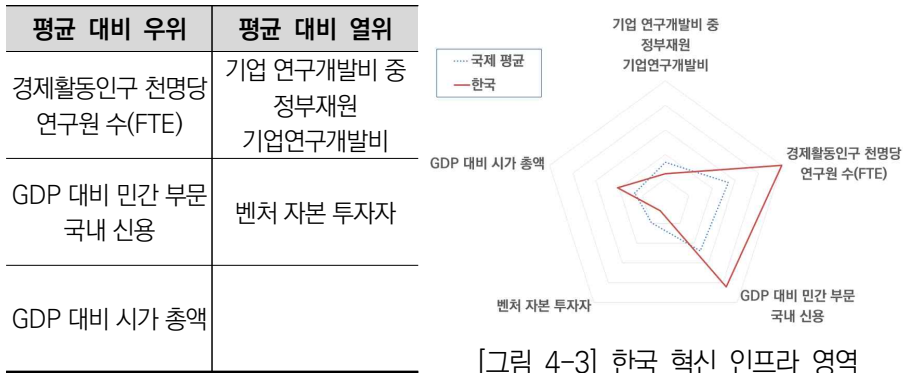 평균 대비 우위
평균 대비 열위
경제활동인구 천명당
연구원 수(FTE)
기업 연구개발비 중
정부재원
기업연구개발비
GDP 대비 민간 부문
국내 신용
벤처 자본 투자자
GDP 대비 시가 총액
기업 연구개발비 중
정부재원
기업연구개발비
국제 평균
한국
경제활동인구 천명당
연구원 수(FTE)
GDP 대비 시가 총액
벤처 자본 투자자
GDP 대비 민간 부문
국내 신용
[그림 4-3] 한국 혁신 인프라 영역